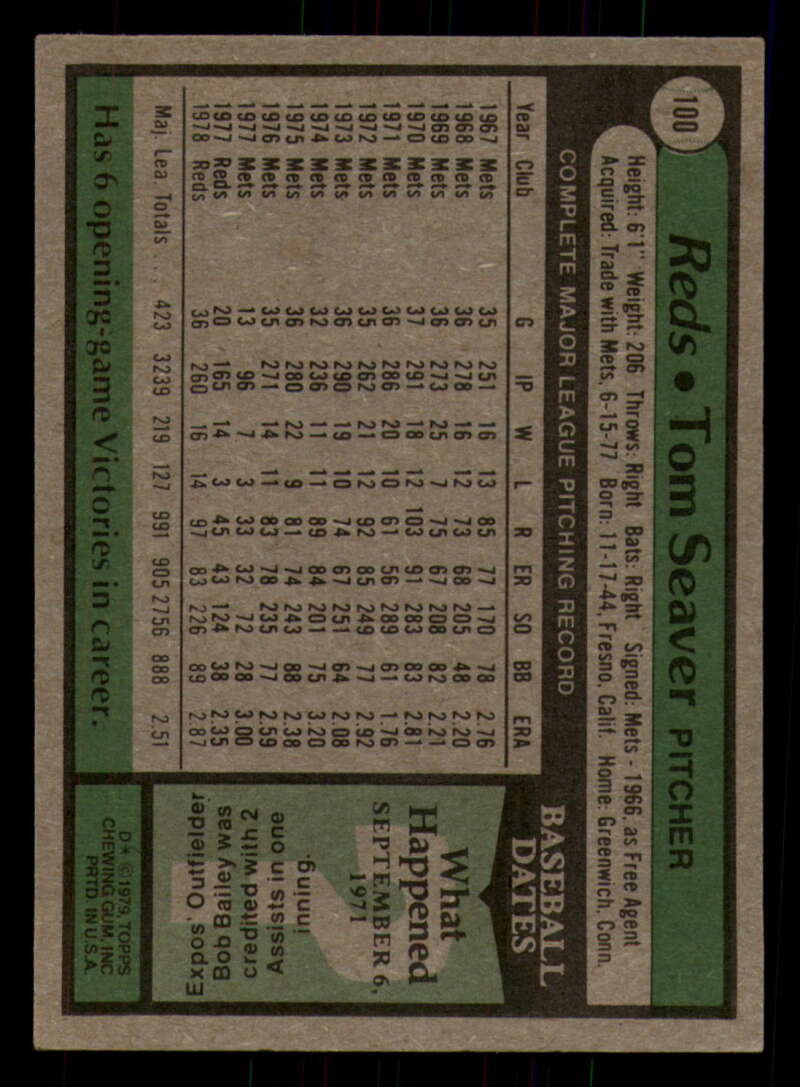 100
Reds • Tom Seaver PITCHER
Height: 6'1" Weight: 206 Throws: Right Bats: Right Signed: Mets - 1966, as Free Agent
Acquired: Trade with Mets, 6-15-77 Born: 11-17-44, Fresno, Calif. Home: Greenwich, Conn.
COMPLETE MAJOR LEAGUE PITCHING RECORD
Year Club G IP W L R ER SO BB ERA
1967 Mets 35 251 16 13 85 77 170 78 2.76
1968 Mets 36 278 16 12 73 68 205 48 2.20
1969 Mets 36 273 25 7 75 67 208 82 2.21
1970 Mets 37 291 18 12 103 91 283 83 2.81
1971 Mets 36 286 20 10 61 56 289 61 1.76
1972 Mets 35 262 21 12 92 85 249 77 2.92
1973 Mets 36 290 19 10 74 67 251 64 2.08
1974 Mets 32 236 11 11 89 84 201 75 3.20
1975 Mets 36 280 22 9 81 74 243 88 2.38
1976 Mets 35 271 14 11 83 78 235 77 2.59
1977 Mets 13 96 7 3 33 32 72 28 3.00
1977 Reds 20 165 14 3 45 43 124 38 2.35
1978 Reds 36 260 16 14 97 83 226 89 2.87
Maj. Lea. Totals . . . 423 3239 219 127 991 905 2756 888 2.51
Has 6 opening-game Victories in career.
BASEBALL
DATES
What
Happened
SEPTEMBER 6,
1971
Expos' Outfielder
Bob Bailey was
credited with 2
Assists in one
inning.
D* © 1979, TOPPS
CHEWING GUM, INC
PRTD. IN U.S.A.